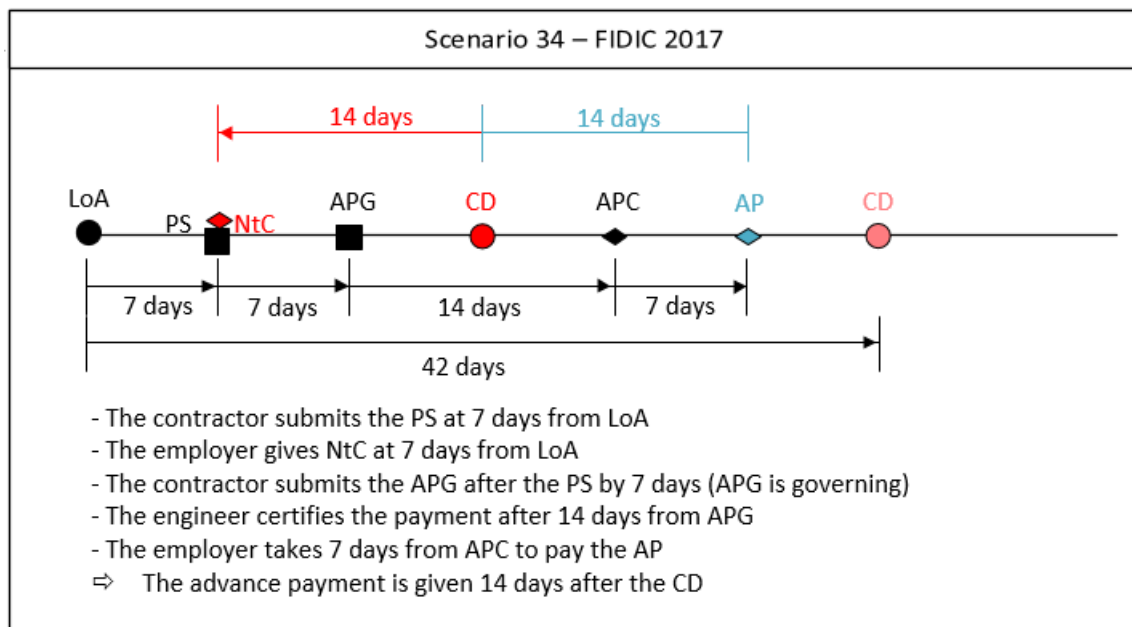 Scenario 34 – FIDIC 2017
14 days 14 days
LoA PS NtC APG CD APC AP CD
7 days 7 days 14 days 7 days
42 days
- The contractor submits the PS at 7 days from LoA
- The employer gives NtC at 7 days from LoA
- The contractor submits the APG after the PS by 7 days (APG is governing)
- The engineer certifies the payment after 14 days from APG
- The employer takes 7 days from APC to pay the AP
⇨ The advance payment is given 14 days after the CD